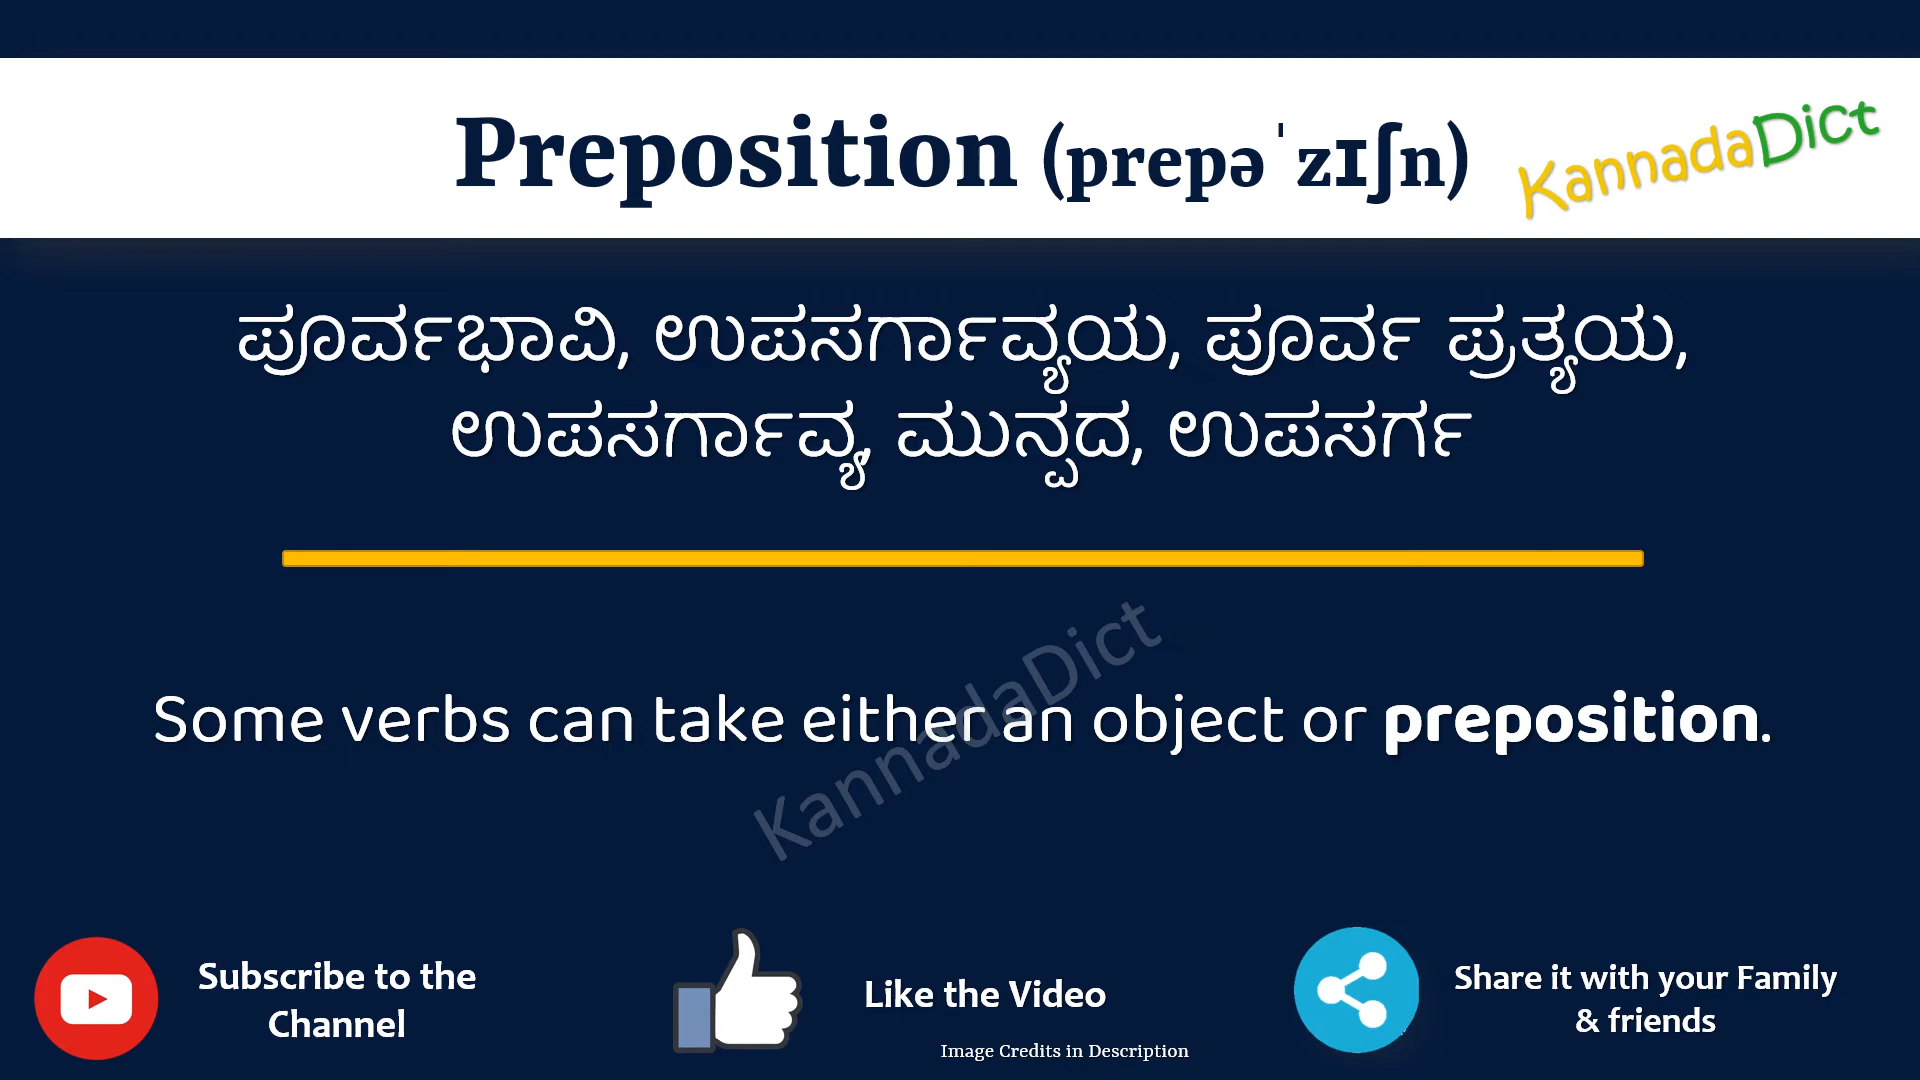 Preposition (prepəˈzɪʃn)
KannadaDict
ಪೂರ್ವಭಾವಿ, ಉಪಸರ್ಗಾವ್ಯಯ, ಪೂರ್ವ ಪ್ರತ್ಯಯ,
ಉಪಸರ್ಗಾವ್ಯ, ಮುನ್ಪದ, ಉಪಸರ್ಗ
Some verbs can take either an object or preposition.
KannadaDict
Subscribe to the
Channel
Like the Video
Share it with your Family
& friends
Image Credits in Description